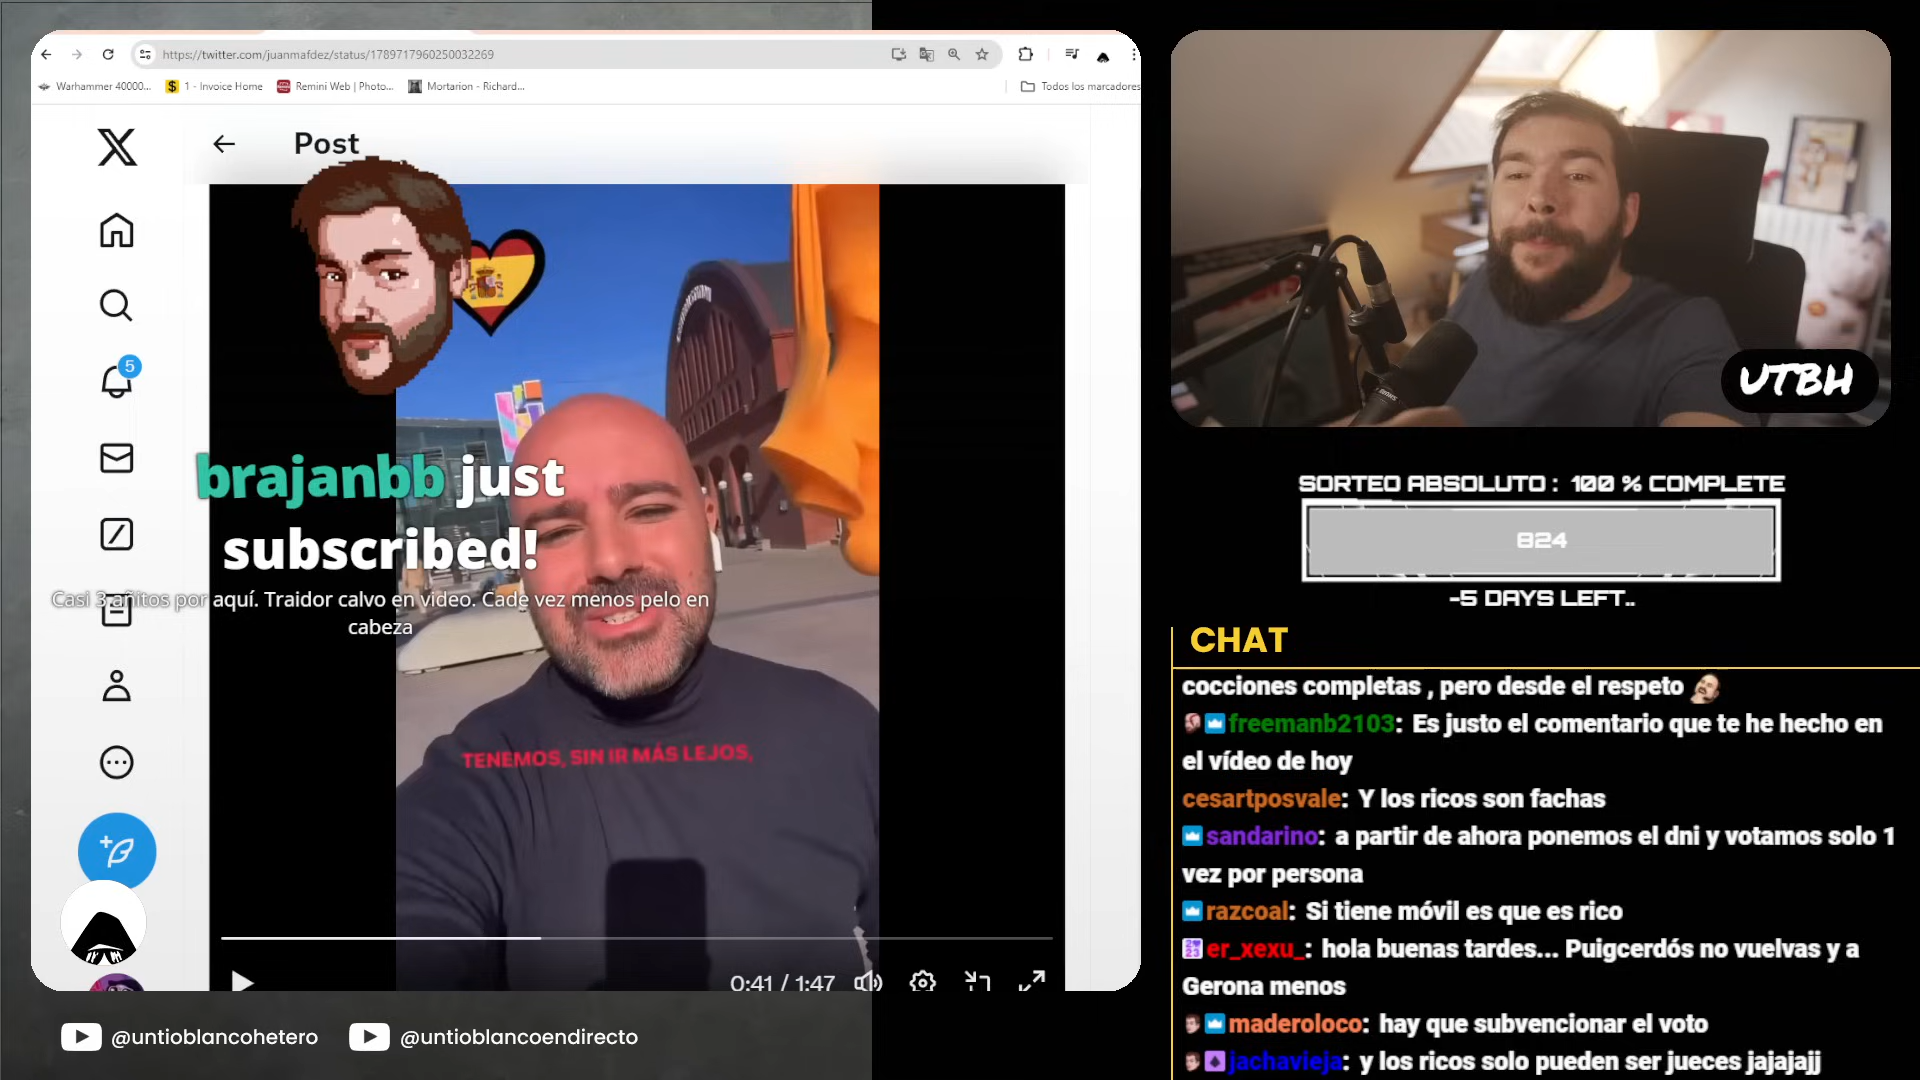 https://twitter.com/juanmafdez/status/1789717960250032269
Warhammer 40000...
1 - Invoice Home
Remini Web | Photo...
Mortarion - Richard...
Todos los marcadores
Post
5
brajanbb just
subscribed!
Casi 3 añitos por aquí. Traidor calvo en video. Cade vez menos pelo en
cabeza
TENEMOS, SIN IR MÁS LEJOS,
0:41 / 1:47
@untioblancohetero
@untioblancoendirecto
UTBH
SORTEO ABSOLUTO : 100 % COMPLETE
824
-5 DAYS LEFT..
CHAT
cocciones completas , pero desde el respeto
freemanb2103: Es justo el comentario que te he hecho en
el vídeo de hoy
cesartposvale: Y los ricos son fachas
sandarino: a partir de ahora ponemos el dni y votamos solo 1
vez por persona
razcoal: Si tiene móvil es que es rico
er_xexu_: hola buenas tardes... Puigcerdós no vuelvas y a
Gerona menos
maderoloco: hay que subvencionar el voto
jachavieja: y los ricos solo pueden ser jueces jajajajj